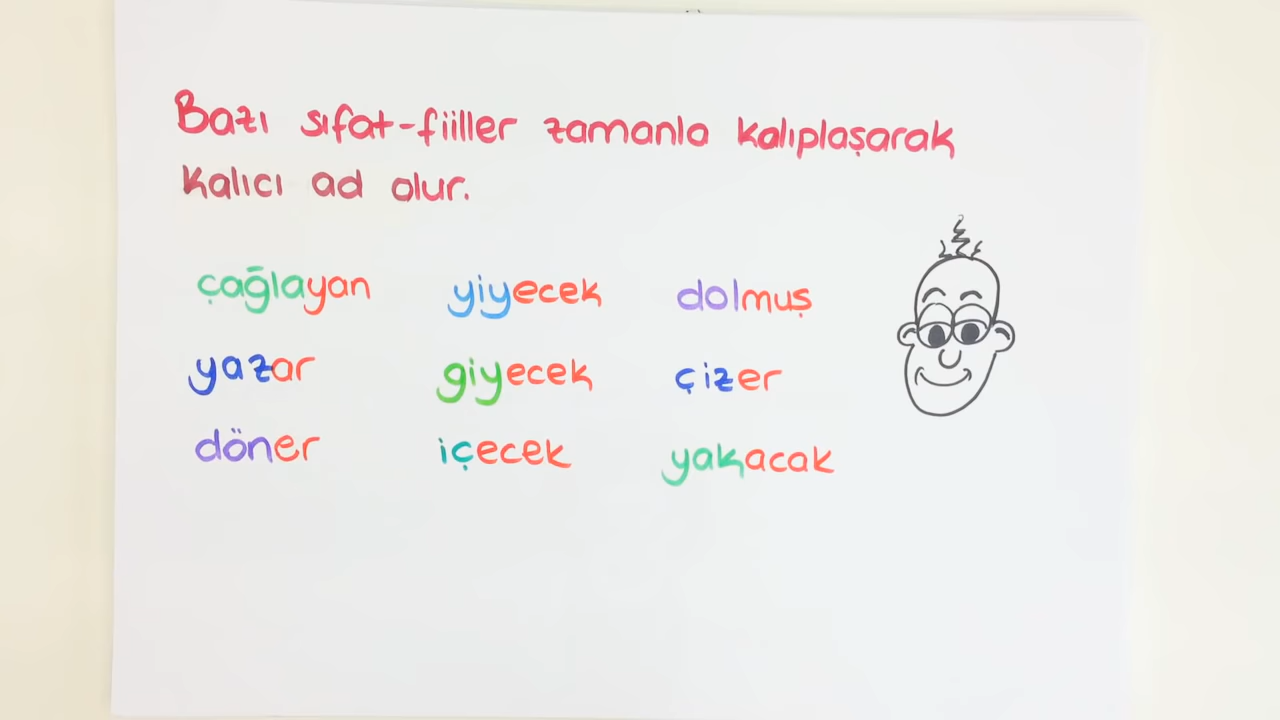 Bazı sıfat-fiiller zamanla kalıplaşarak
kalıcı ad olur.
çağlayan yiyecek dolmuş
yazar giyecek çizer
döner içecek yakacak